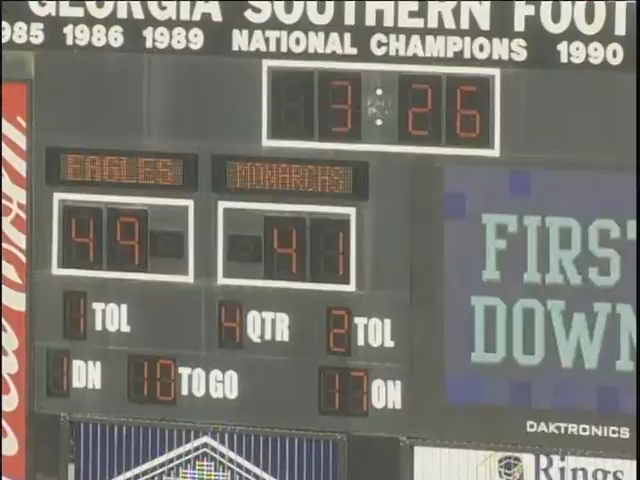 GEORGIA SOUTHERN FOOT
985 1986 1989 NATIONAL CHAMPIONS 1990
3:26
EAGLES MONARCHS
49 41
FIRST
DOWN
1 TOL 4 QTR 2 TOL
1 DN 10 TO GO 17 ON
DAKTRONICS
Rings